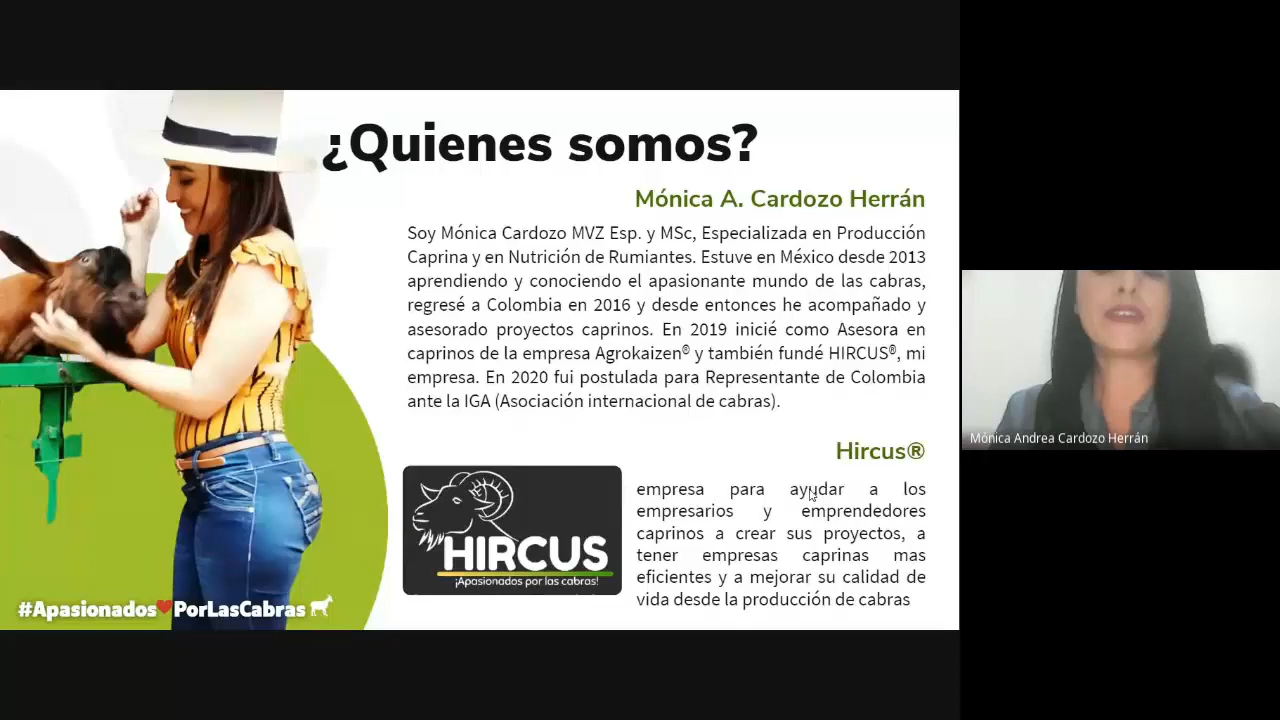 ¿Quienes somos?
Mónica A. Cardozo Herrán
Soy Mónica Cardozo MVZ Esp. y MSc, Especializada en Producción
Caprina y en Nutrición de Rumiantes. Estuve en México desde 2013
aprendiendo y conociendo el apasionante mundo de las cabras,
regresé a Colombia en 2016 y desde entonces he acompañado y
asesorado proyectos caprinos. En 2019 inicié como Asesora en
caprinos de la empresa Agrokaizen® y también fundé HIRCUS®, mi
empresa. En 2020 fui postulada para Representante de Colombia
ante la IGA (Asociación internacional de cabras).
Hircus®
empresa para ayudar a los
empresarios y emprendedores
caprinos a crear sus proyectos, a
tener empresas caprinas mas
eficientes y a mejorar su calidad de
vida desde la producción de cabras
HIRCUS
¡Apasionados por las cabras!
#Apasionados❤PorLasCabras
Mónica Andrea Cardozo Herrán